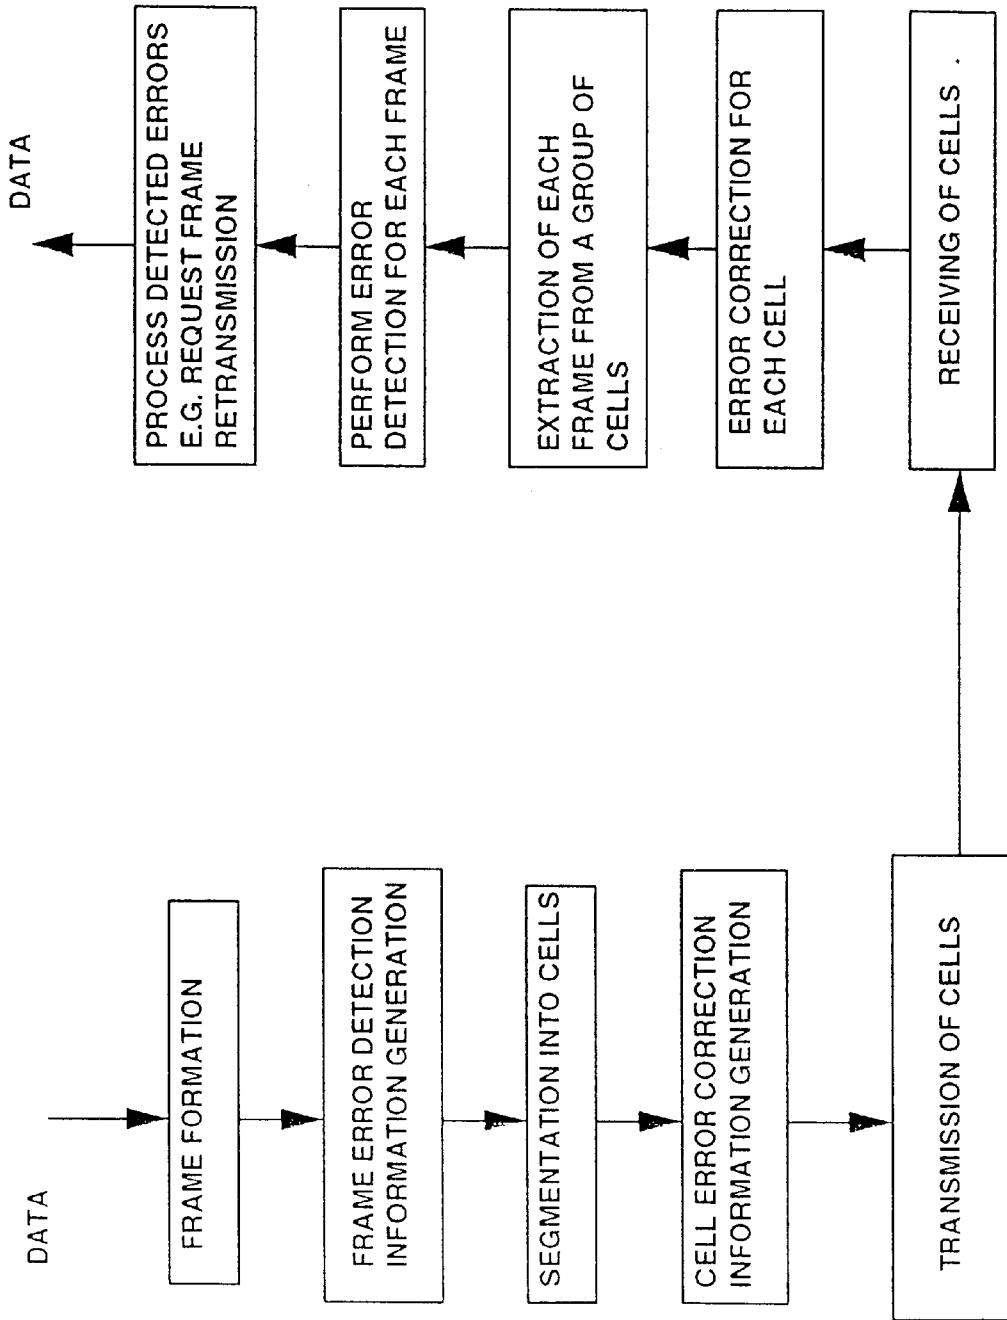 DATA
FRAME FORMATION
FRAME ERROR DETECTION
INFORMATION GENERATION
SEGMENTATION INTO CELLS
CELL ERROR CORRECTION
INFORMATION GENERATION
TRANSMISSION OF CELLS
DATA
PROCESS DETECTED ERRORS
E.G. REQUEST FRAME
RETRANSMISSION
PERFORM ERROR
DETECTION FOR EACH FRAME
EXTRACTION OF EACH
FRAME FROM A GROUP OF
CELLS
ERROR CORRECTION FOR
EACH CELL
RECEIVING OF CELLS .